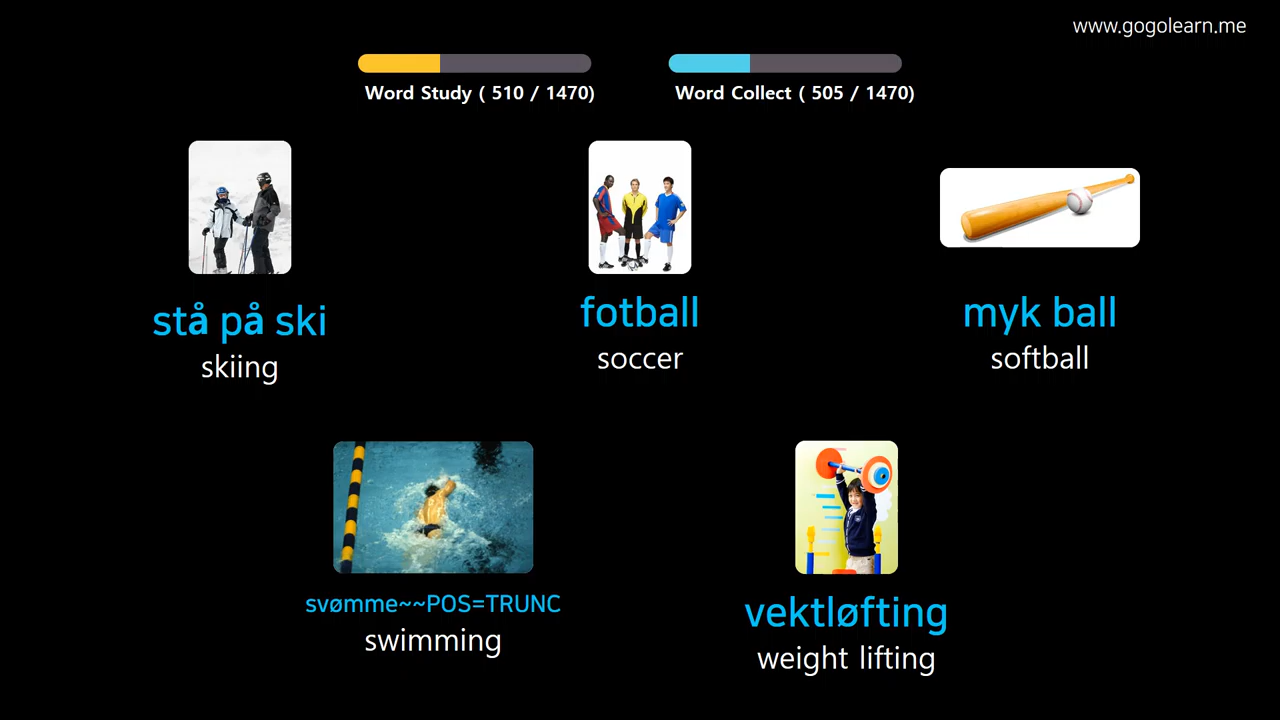 www.gogolearn.me
Word Study ( 510 / 1470)
Word Collect ( 505 / 1470)
stå på ski
skiing
fotball
soccer
myk ball
softball
svømme~~POS=TRUNC
swimming
vektløfting
weight lifting